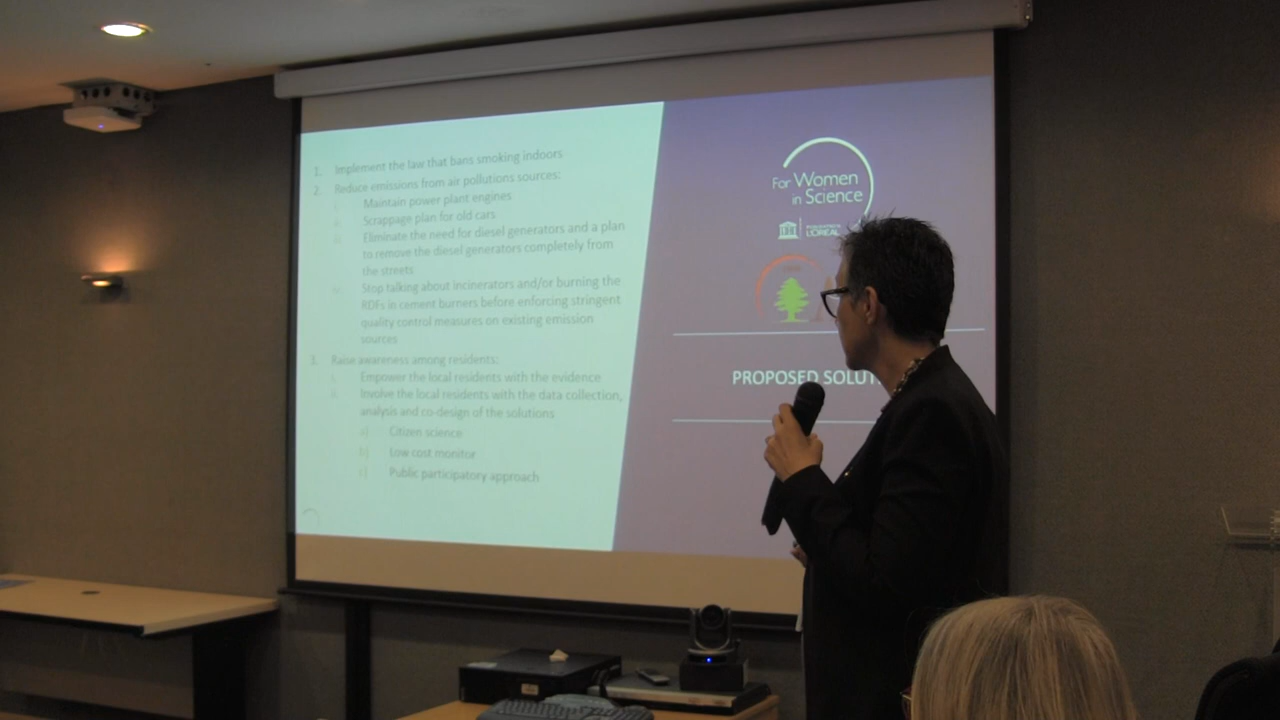 1. Implement the law that bans smoking indoors
2. Reduce emissions from air pollutions sources:
i. Maintain power plant engines
ii. Scrappage plan for old cars
iii. Eliminate the need for diesel generators and a plan
to remove the diesel generators completely from
the streets
iv. Stop talking about incinerators and/or burning the
RDFs in cement burners before enforcing stringent
quality control measures on existing emission
sources
3. Raise awareness among residents:
i. Empower the local residents with the evidence
ii. Involve the local residents with the data collection,
analysis and co-design of the solutions
a) Citizen science
b) Low cost monitor
c) Public participatory approach
For Women
in Science
L'ORÉAL
PROPOSED SOLUT